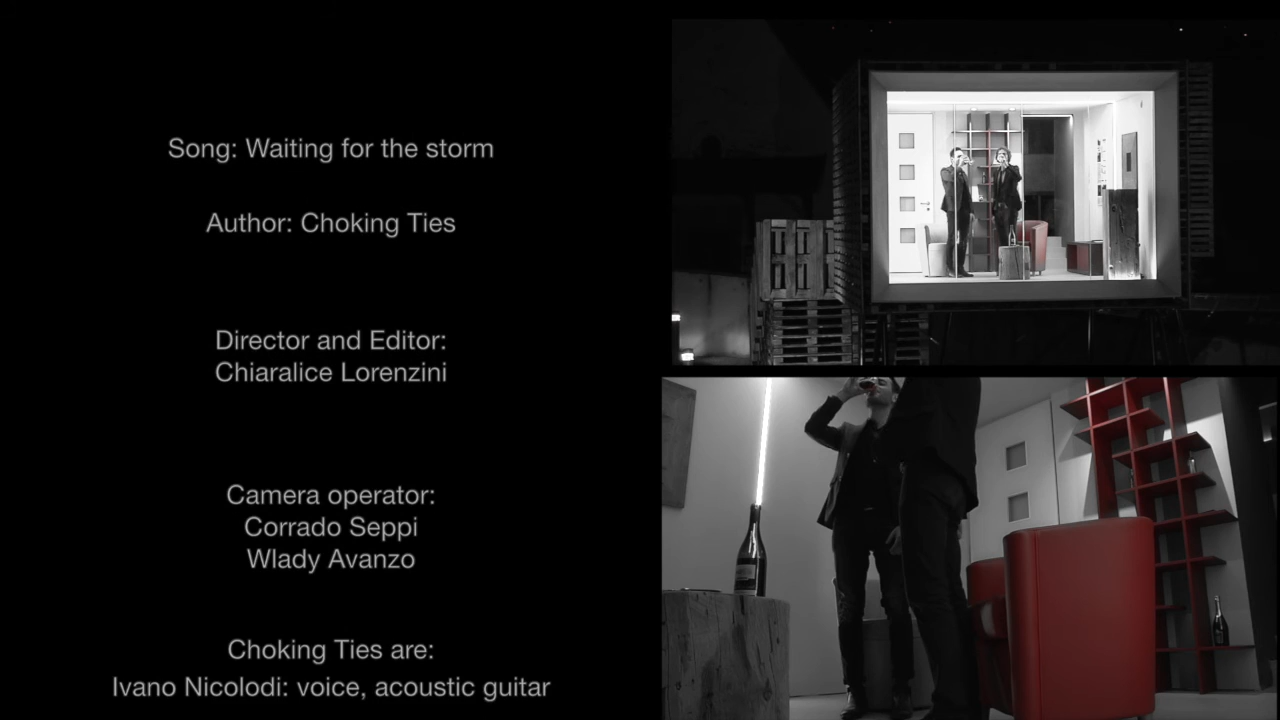 Song: Waiting for the storm
Author: Choking Ties
Director and Editor:
Chiaralice Lorenzini
Camera operator:
Corrado Seppi
Wlady Avanzo
Choking Ties are:
Ivano Nicolodi: voice, acoustic guitar